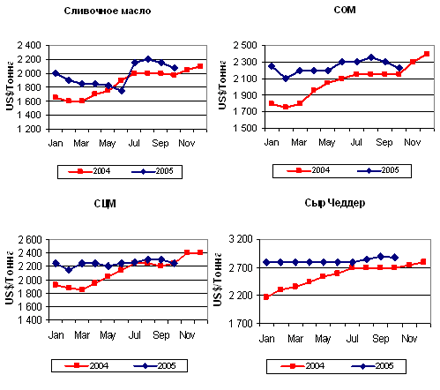 Сливочное масло
US$/Тонна
2 400
2 200
2 000
1 800
1 600
1 400
1 200
Jan Mar May Jul Sep Nov
2004 2005
СОМ
US$/Тонна
2 500
2 300
2 100
1 900
1 700
1 500
Jan Mar May Jul Sep Nov
2004 2005
СЦМ
US$/Тонна
2 600
2 400
2 200
2 000
1 800
1 600
1 400
Jan Mar May Jul Sep Nov
2004 2005
Сыр Чеддер
US$/Тонна
3 200
2 700
2 200
1 700
Jan Mar May Jul Sep Nov
2004 2005